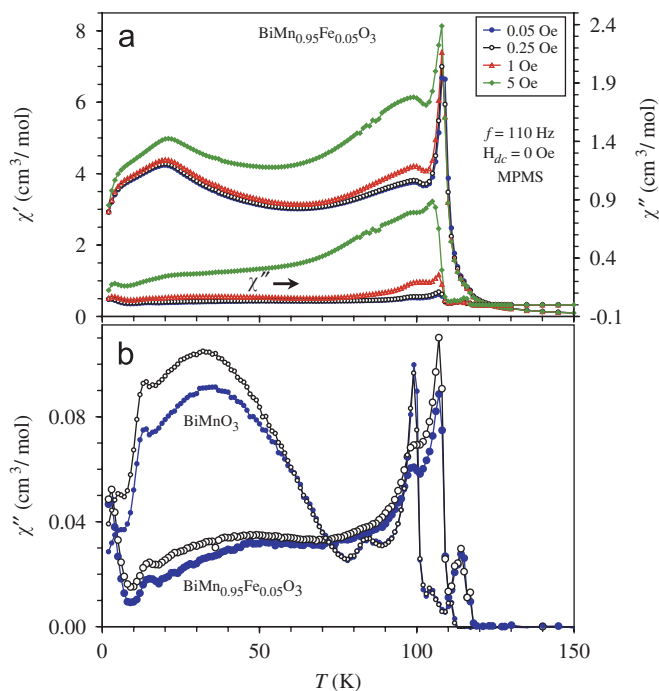 a
BiMn0.95Fe0.05O3
0.05 Oe
0.25 Oe
1 Oe
5 Oe
f = 110 Hz
Hdc = 0 Oe
MPMS
χ′ (cm3/ mol)
8
6
4
2
0
χ″ (cm3/ mol)
2.4
1.9
1.4
0.9
0.4
-0.1
χ″
b
BiMnO3
BiMn0.95Fe0.05O3
χ″ (cm3/ mol)
0.08
0.04
0.00
0
50
100
150
T (K)